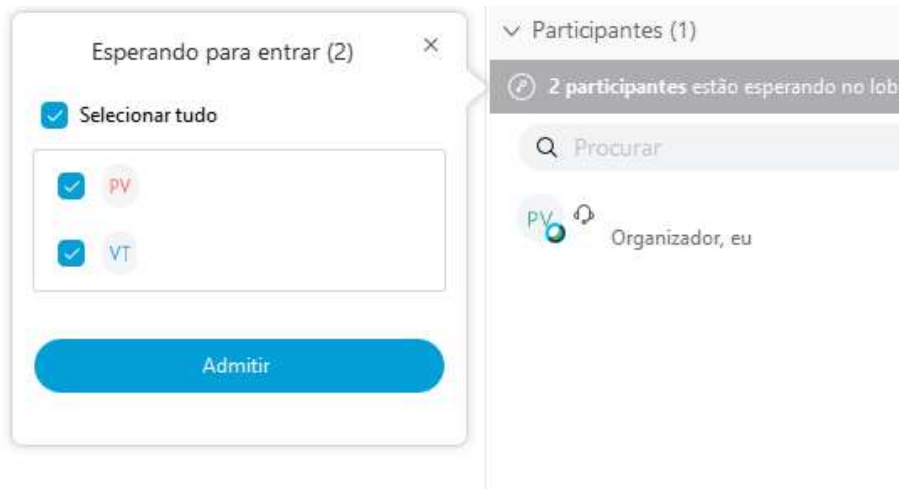 Esperando para entrar (2)
Selecionar tudo
PV
VT
Admitir
Participantes (1)
2 participantes estão esperando no lob
Procurar
PV
Organizador, eu